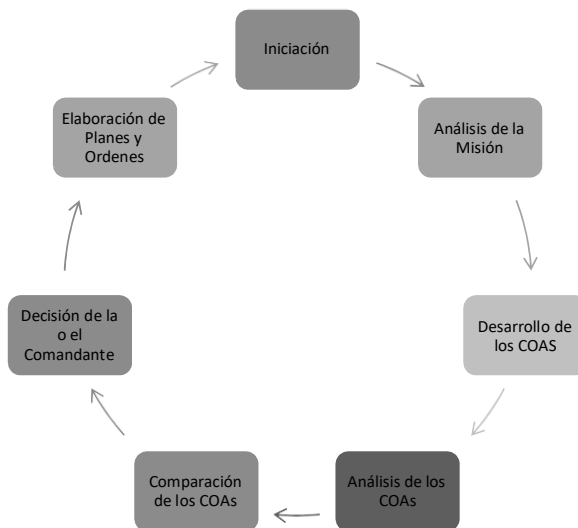 Iniciación
Análisis de la
Misión
Desarrollo de
los COAS
Análisis de los
COAs
Comparación
de los COAs
Decisión de la
o el
Comandante
Elaboración de
Planes y
Ordenes